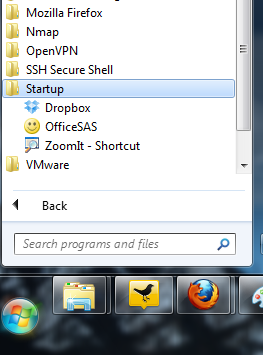 Mozilla Firefox
Nmap
OpenVPN
SSH Secure Shell
Startup
Dropbox
OfficeSAS
ZoomIt - Shortcut
VMware
Back
Search programs and files